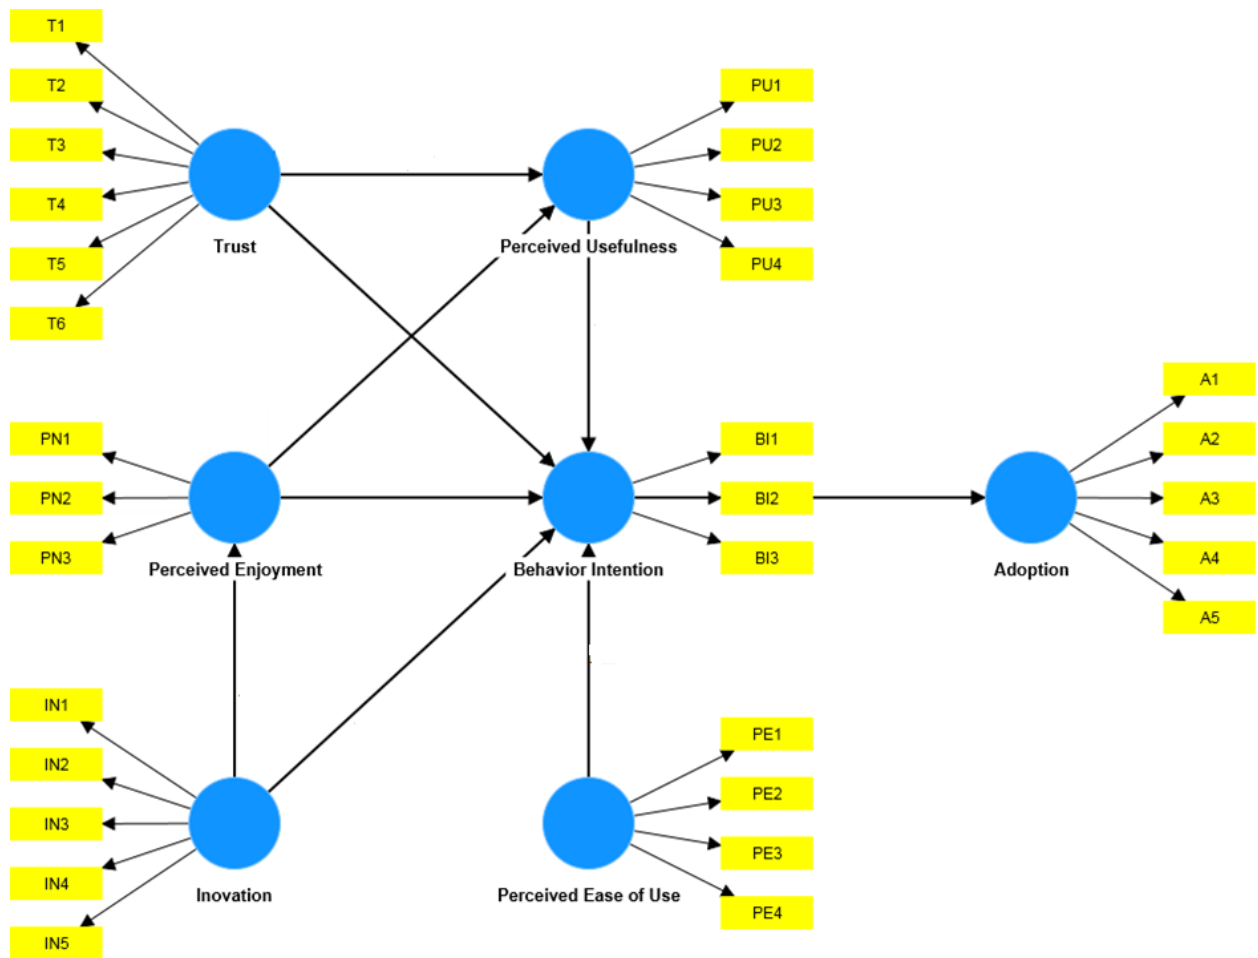 T1
T2
T3
T4
T5
T6
Trust
PU1
PU2
PU3
PU4
Perceived Usefulness
PN1
PN2
PN3
Perceived Enjoyment
BI1
BI2
BI3
Behavior Intention
A1
A2
A3
A4
A5
Adoption
IN1
IN2
IN3
IN4
IN5
Inovation
PE1
PE2
PE3
PE4
Perceived Ease of Use